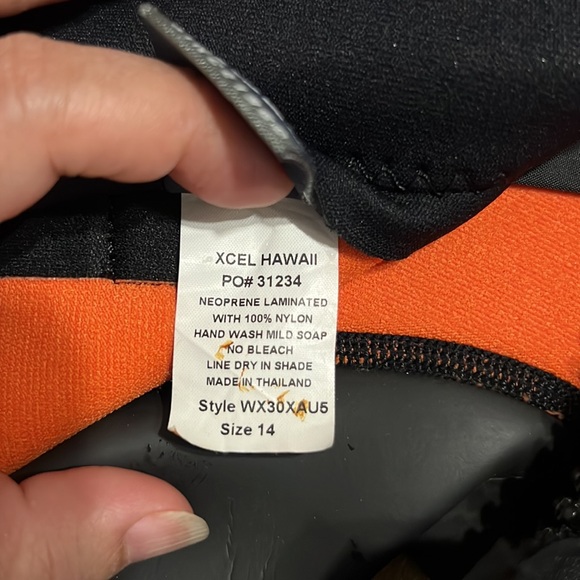 XCEL HAWAII
PO# 31234
NEOPRENE LAMINATED
WITH 100% NYLON
HAND WASH MILD SOAP
NO BLEACH
LINE DRY IN SHADE
MADE IN THAILAND
Style WX30XAU5
Size 14